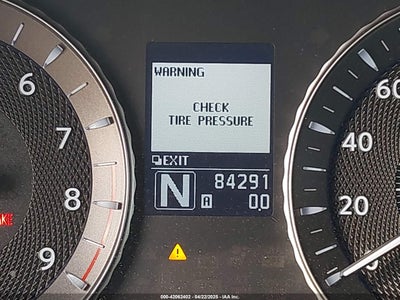 WARNING
CHECK
TIRE PRESSURE
EXIT
N
84291
A 0.0
6
7
8
9
60
40
20
0
000-42062402 - 04/22/2025 - IAA Inc.